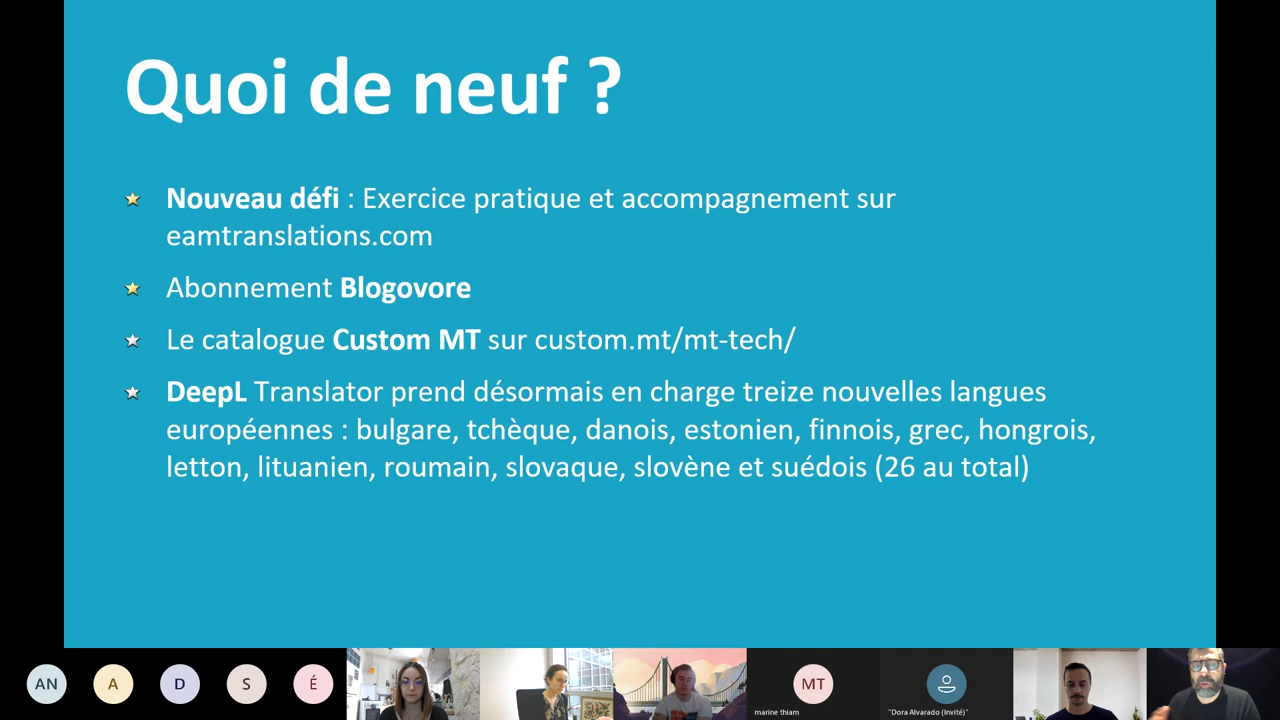 Quoi de neuf ?
Nouveau défi : Exercice pratique et accompagnement sur
eamtranslations.com
Abonnement Blogovore
Le catalogue Custom MT sur custom.mt/mt-tech/
DeepL Translator prend désormais en charge treize nouvelles langues
européennes : bulgare, tchèque, danois, estonien, finnois, grec, hongrois,
letton, lituanien, roumain, slovaque, slovène et suédois (26 au total)
AN
A
D
S
É
MT
marine thiam
"Dora Alvarado (Invité)"